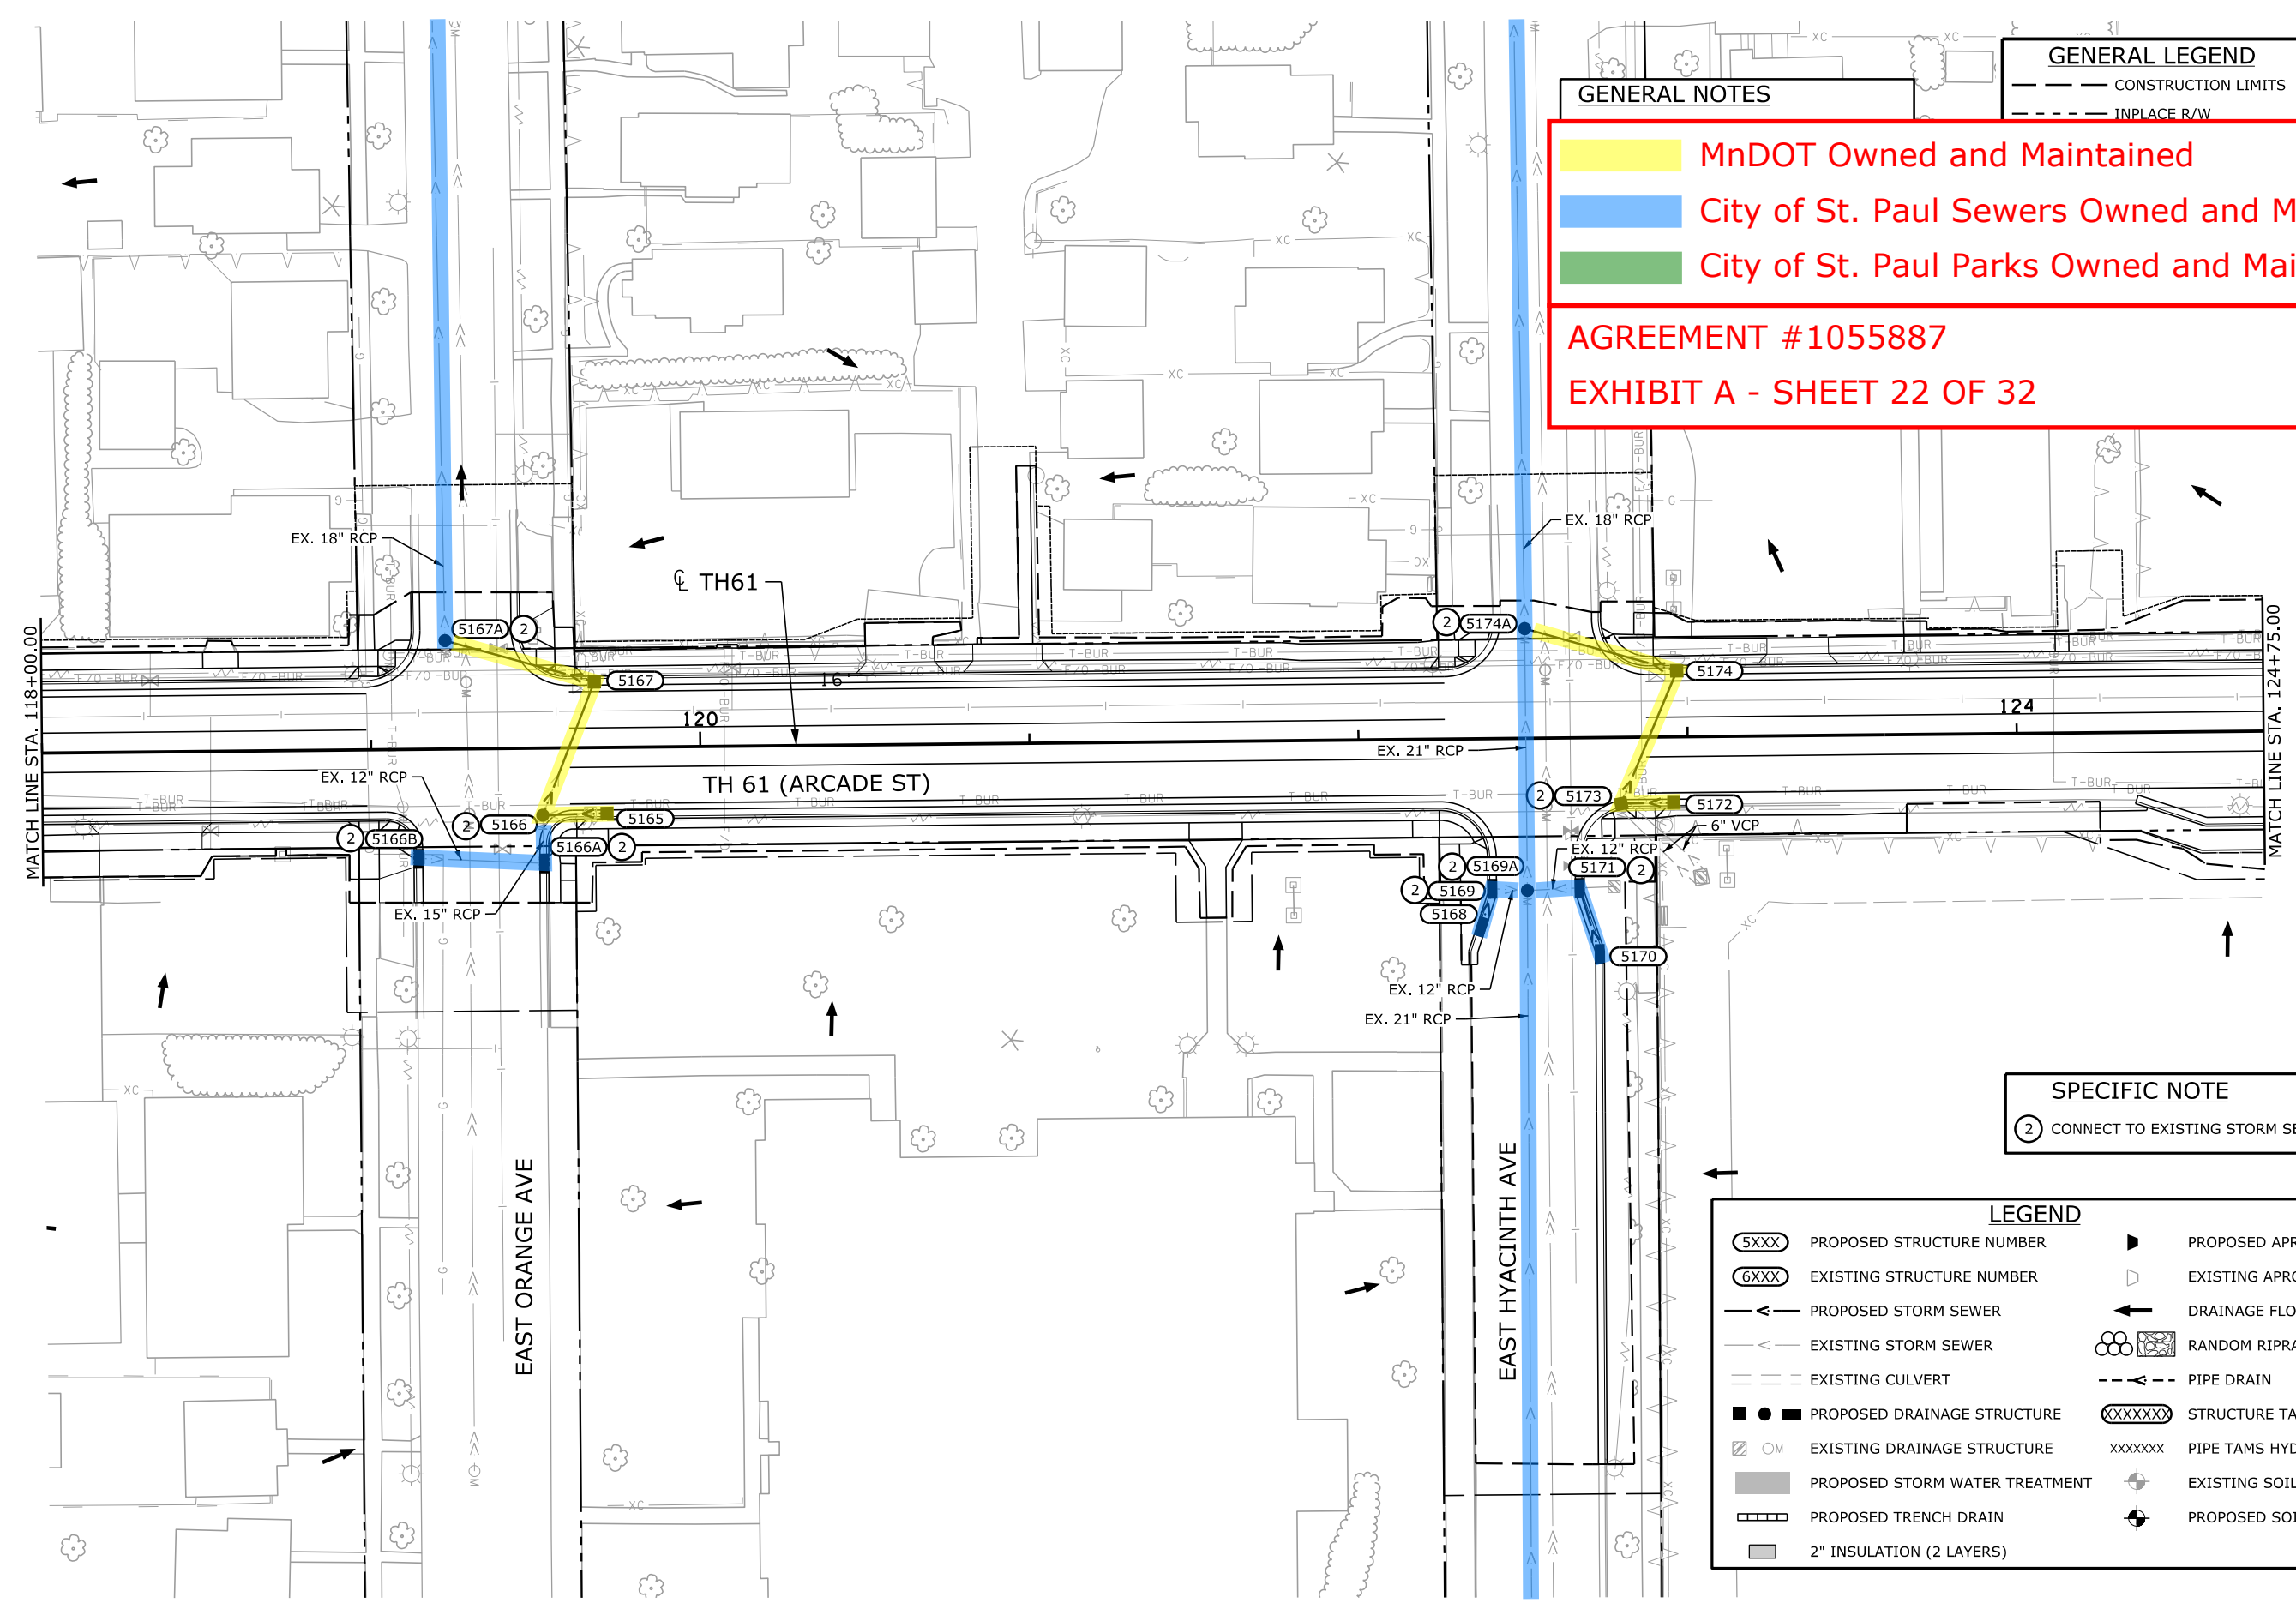 GENERAL LEGEND
CONSTRUCTION LIMITS
INPLACE R/W
GENERAL NOTES
MnDOT Owned and Maintained
City of St. Paul Sewers Owned and M
City of St. Paul Parks Owned and Mai
AGREEMENT #1055887
EXHIBIT A - SHEET 22 OF 32
EX. 18" RCP
EX. 18" RCP
℄ TH61
5167A
2
2
5174A
5167
16'
5174
MATCH LINE STA. 118+00.00
MATCH LINE STA. 124+75.00
120
124
EX. 21" RCP
EX. 12" RCP
TH 61 (ARCADE ST)
2
5173
5172
2
5166
5165
6" VCP
2
5166B
5166A
2
EX. 12" RCP
2
5169A
5171
2
2
5169
5168
EX. 15" RCP
5170
EX. 12" RCP
EX. 21" RCP
EAST ORANGE AVE
EAST HYACINTH AVE
SPECIFIC NOTE
2 CONNECT TO EXISTING STORM SE
LEGEND
5XXX PROPOSED STRUCTURE NUMBER
PROPOSED APR
6XXX EXISTING STRUCTURE NUMBER
EXISTING APRO
PROPOSED STORM SEWER
DRAINAGE FLO
EXISTING STORM SEWER
RANDOM RIPRA
EXISTING CULVERT
PIPE DRAIN
PROPOSED DRAINAGE STRUCTURE
XXXXXXX STRUCTURE TA
M EXISTING DRAINAGE STRUCTURE
XXXXXXX PIPE TAMS HYD
PROPOSED STORM WATER TREATMENT
EXISTING SOIL
PROPOSED TRENCH DRAIN
PROPOSED SOI
2" INSULATION (2 LAYERS)